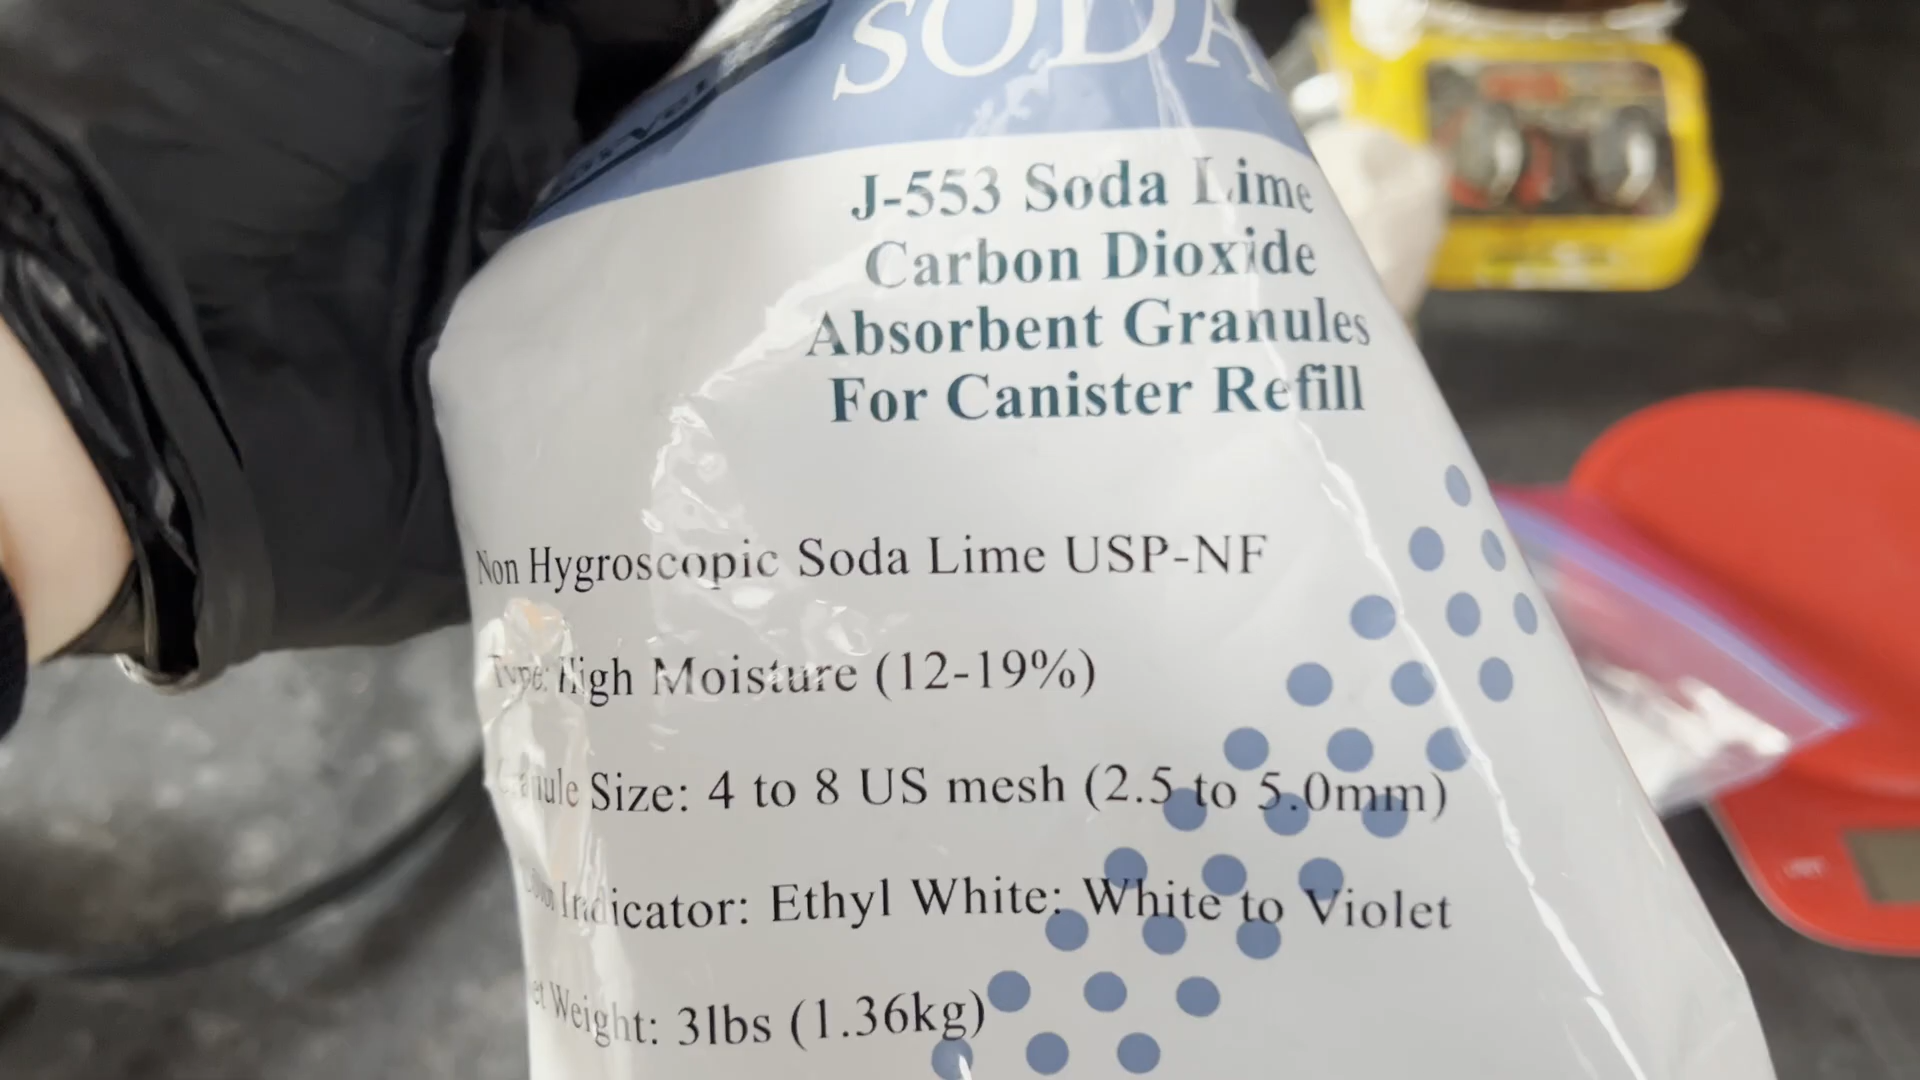 SODA
J-553 Soda Lime
Carbon Dioxide
Absorbent Granules
For Canister Refill
Non Hygroscopic Soda Lime USP-NF
Type: High Moisture (12-19%)
Granule Size: 4 to 8 US mesh (2.5 to 5.0mm)
Indicator: Ethyl White: White to Violet
Net Weight: 3lbs (1.36kg)